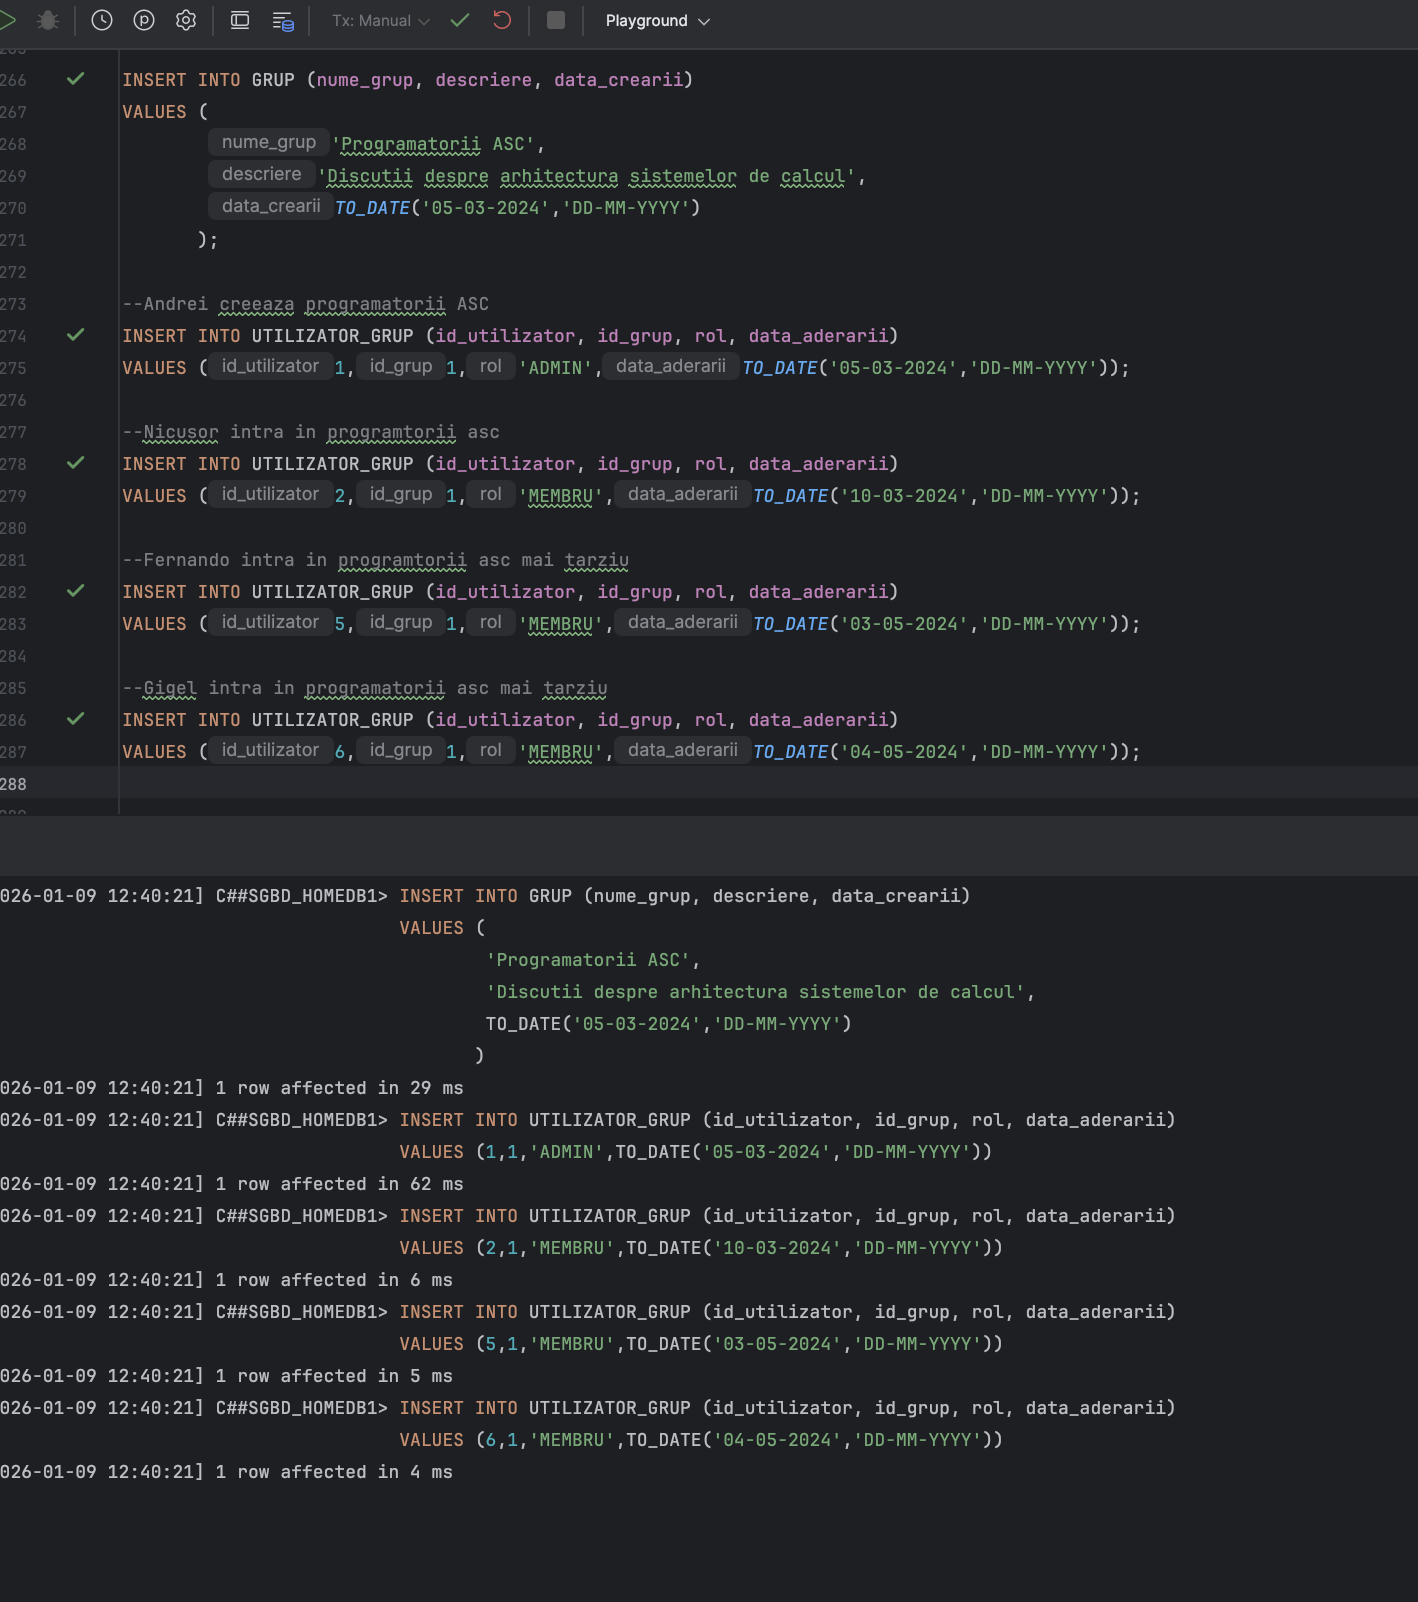 Tx: Manual Playground
266 INSERT INTO GRUP (nume_grup, descriere, data_crearii)
267 VALUES (
268 nume_grup 'Programatorii ASC',
269 descriere 'Discutii despre arhitectura sistemelor de calcul',
270 data_crearii TO_DATE('05-03-2024','DD-MM-YYYY')
271 );
272
273 --Andrei creeaza programatorii ASC
274 INSERT INTO UTILIZATOR_GRUP (id_utilizator, id_grup, rol, data_aderarii)
275 VALUES ( id_utilizator 1, id_grup 1, rol 'ADMIN', data_aderarii TO_DATE('05-03-2024','DD-MM-YYYY'));
276
277 --Nicusor intra in programtorii asc
278 INSERT INTO UTILIZATOR_GRUP (id_utilizator, id_grup, rol, data_aderarii)
279 VALUES ( id_utilizator 2, id_grup 1, rol 'MEMBRU', data_aderarii TO_DATE('10-03-2024','DD-MM-YYYY'));
280
281 --Fernando intra in programtorii asc mai tarziu
282 INSERT INTO UTILIZATOR_GRUP (id_utilizator, id_grup, rol, data_aderarii)
283 VALUES ( id_utilizator 5, id_grup 1, rol 'MEMBRU', data_aderarii TO_DATE('03-05-2024','DD-MM-YYYY'));
284
285 --Gigel intra in programatorii asc mai tarziu
286 INSERT INTO UTILIZATOR_GRUP (id_utilizator, id_grup, rol, data_aderarii)
287 VALUES ( id_utilizator 6, id_grup 1, rol 'MEMBRU', data_aderarii TO_DATE('04-05-2024','DD-MM-YYYY'));
288
026-01-09 12:40:21] C##SGBD_HOMEDB1> INSERT INTO GRUP (nume_grup, descriere, data_crearii)
VALUES (
'Programatorii ASC',
'Discutii despre arhitectura sistemelor de calcul',
TO_DATE('05-03-2024','DD-MM-YYYY')
)
026-01-09 12:40:21] 1 row affected in 29 ms
026-01-09 12:40:21] C##SGBD_HOMEDB1> INSERT INTO UTILIZATOR_GRUP (id_utilizator, id_grup, rol, data_aderarii)
VALUES (1,1,'ADMIN',TO_DATE('05-03-2024','DD-MM-YYYY'))
026-01-09 12:40:21] 1 row affected in 62 ms
026-01-09 12:40:21] C##SGBD_HOMEDB1> INSERT INTO UTILIZATOR_GRUP (id_utilizator, id_grup, rol, data_aderarii)
VALUES (2,1,'MEMBRU',TO_DATE('10-03-2024','DD-MM-YYYY'))
026-01-09 12:40:21] 1 row affected in 6 ms
026-01-09 12:40:21] C##SGBD_HOMEDB1> INSERT INTO UTILIZATOR_GRUP (id_utilizator, id_grup, rol, data_aderarii)
VALUES (5,1,'MEMBRU',TO_DATE('03-05-2024','DD-MM-YYYY'))
026-01-09 12:40:21] 1 row affected in 5 ms
026-01-09 12:40:21] C##SGBD_HOMEDB1> INSERT INTO UTILIZATOR_GRUP (id_utilizator, id_grup, rol, data_aderarii)
VALUES (6,1,'MEMBRU',TO_DATE('04-05-2024','DD-MM-YYYY'))
026-01-09 12:40:21] 1 row affected in 4 ms